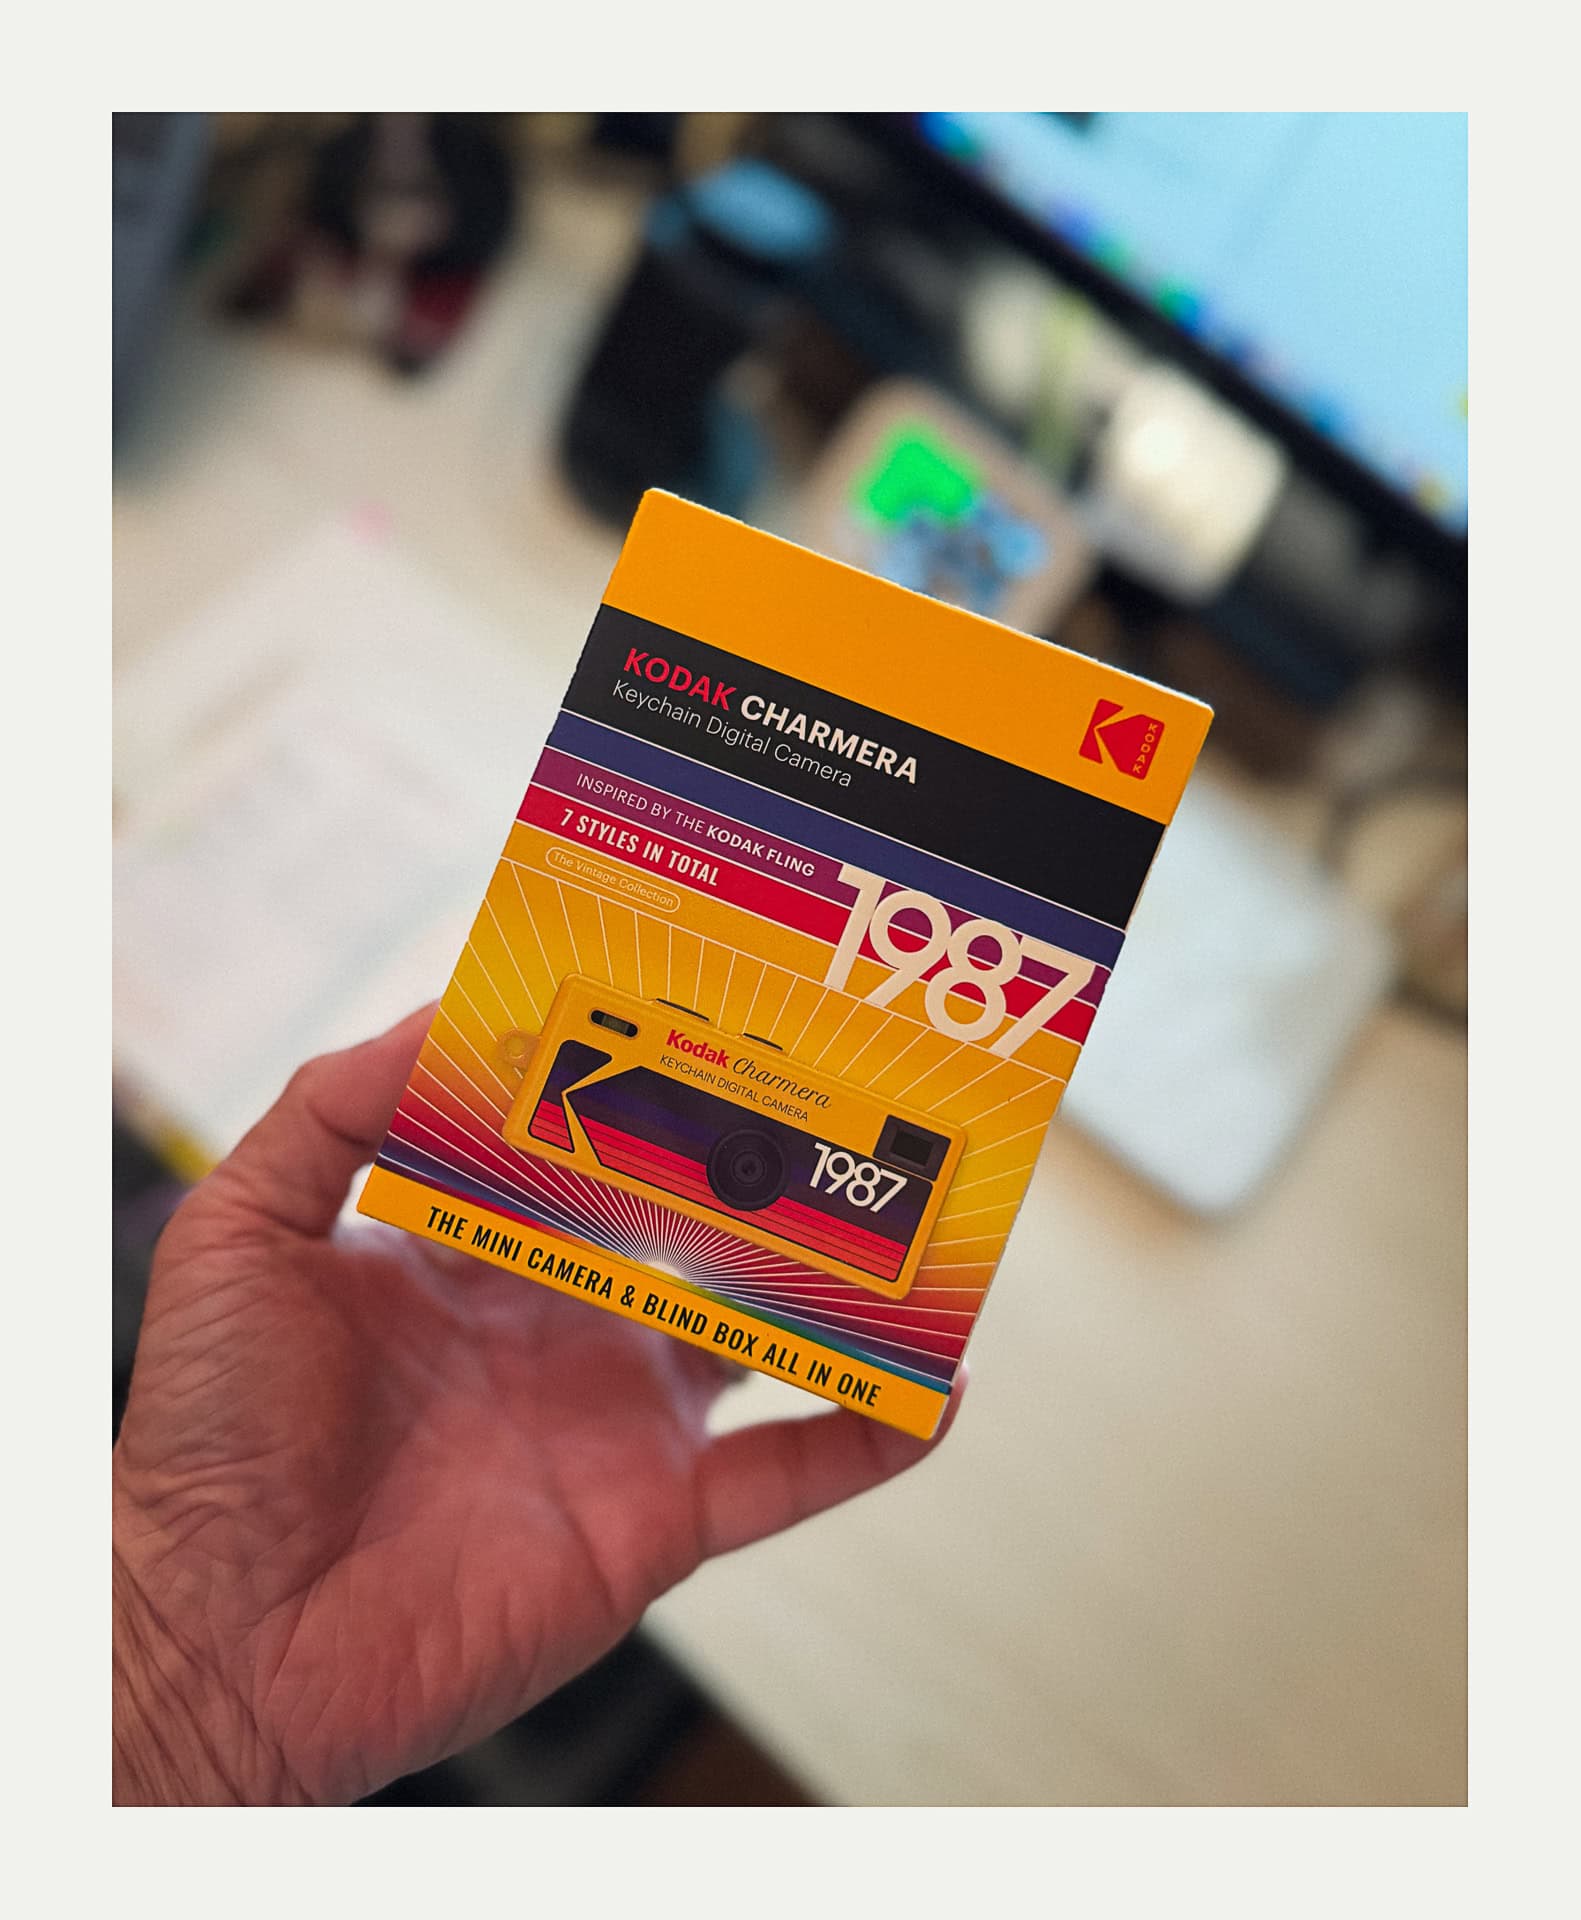 KODAK CHARMERA
Keychain Digital Camera
KODAK
INSPIRED BY THE KODAK FLING
7 STYLES IN TOTAL
The Vintage Collection
1987
Kodak Charmera
KEYCHAIN DIGITAL CAMERA
1987
THE MINI CAMERA & BLIND BOX ALL IN ONE